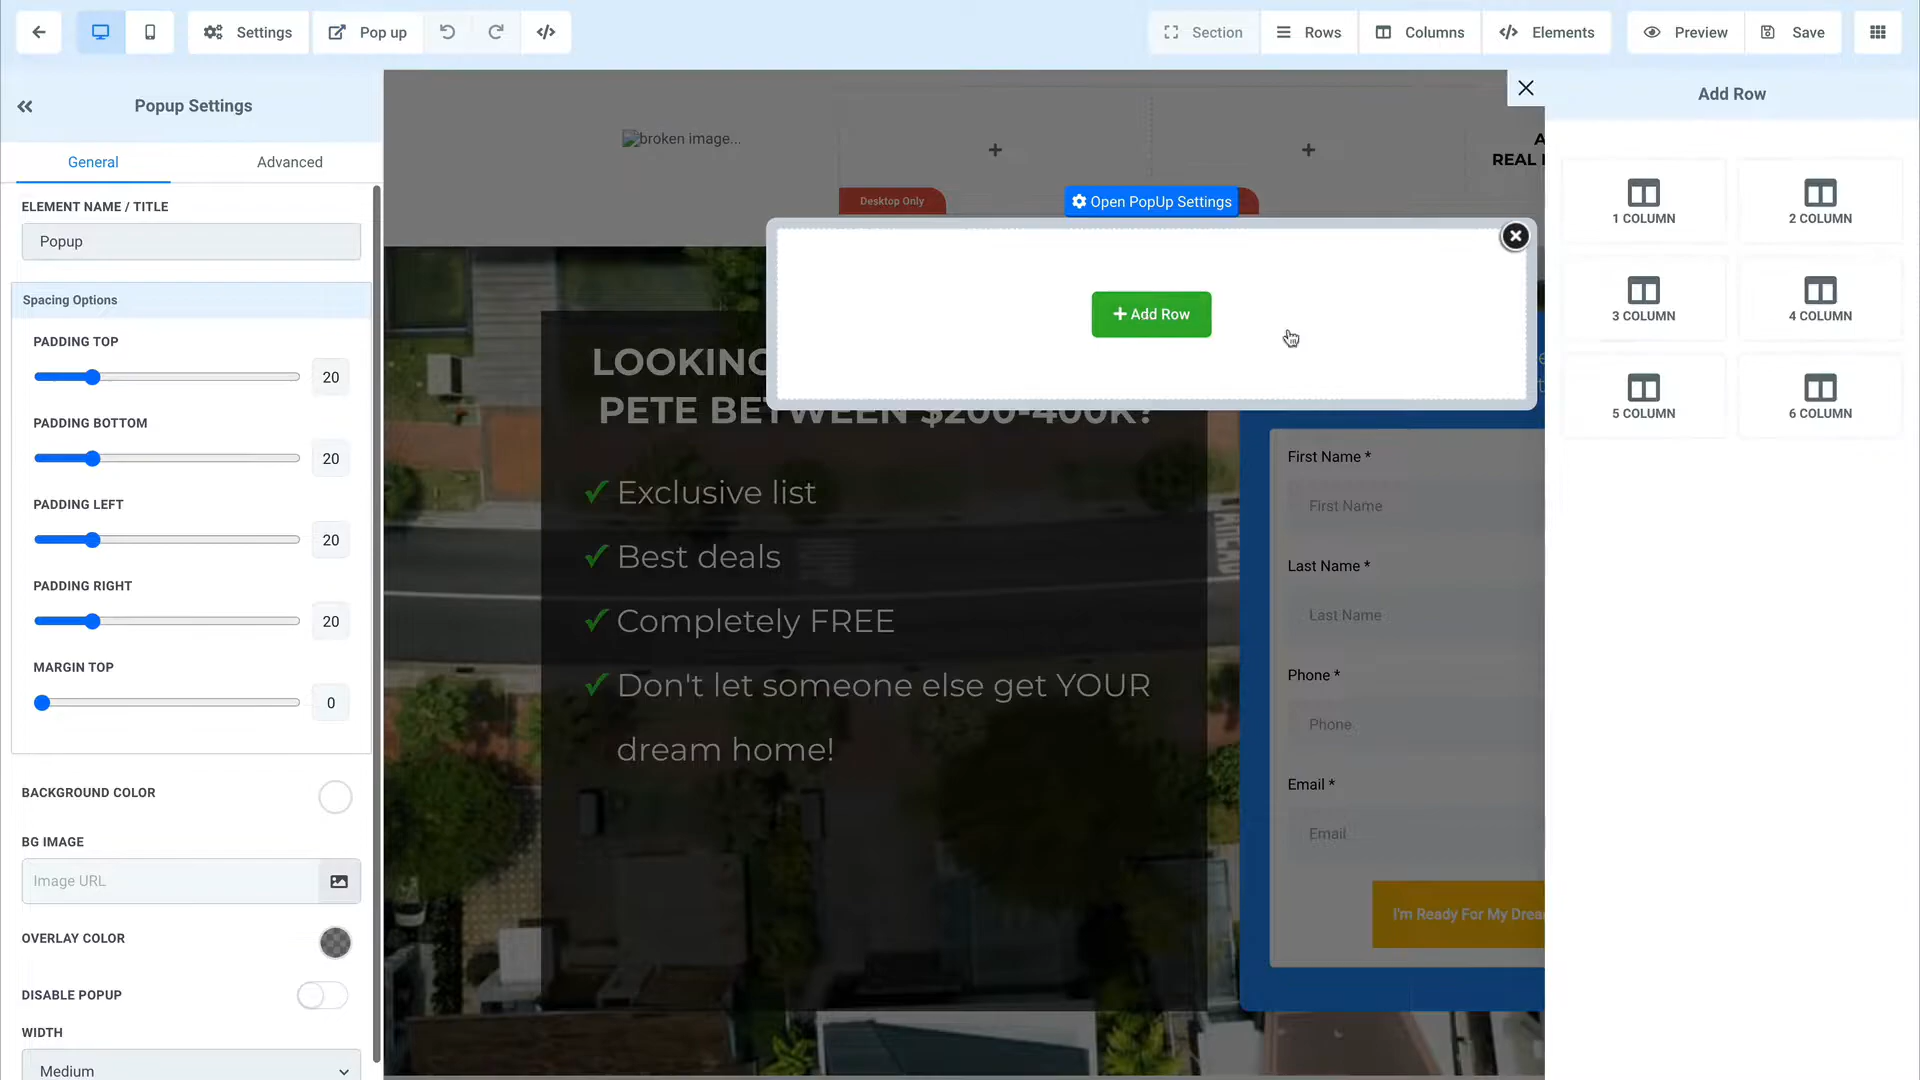 Settings
Pop up
Section
Rows
Columns
Elements
Preview
Save
Popup Settings
General
Advanced
ELEMENT NAME / TITLE
Popup
Spacing Options
PADDING TOP
20
PADDING BOTTOM
20
PADDING LEFT
20
PADDING RIGHT
20
MARGIN TOP
0
BACKGROUND COLOR
BG IMAGE
Image URL
OVERLAY COLOR
DISABLE POPUP
WIDTH
Medium
broken image...
REAL
Desktop Only
Open PopUp Settings
Add Row
LOOKING
PETE BETWEEN $200-400K?
✓ Exclusive list
✓ Best deals
✓ Completely FREE
✓ Don't let someone else get YOUR
dream home!
First Name *
First Name
Last Name *
Last Name
Phone *
Phone
Email *
Email
I'm Ready For My Drea
Add Row
1 COLUMN
2 COLUMN
3 COLUMN
4 COLUMN
5 COLUMN
6 COLUMN